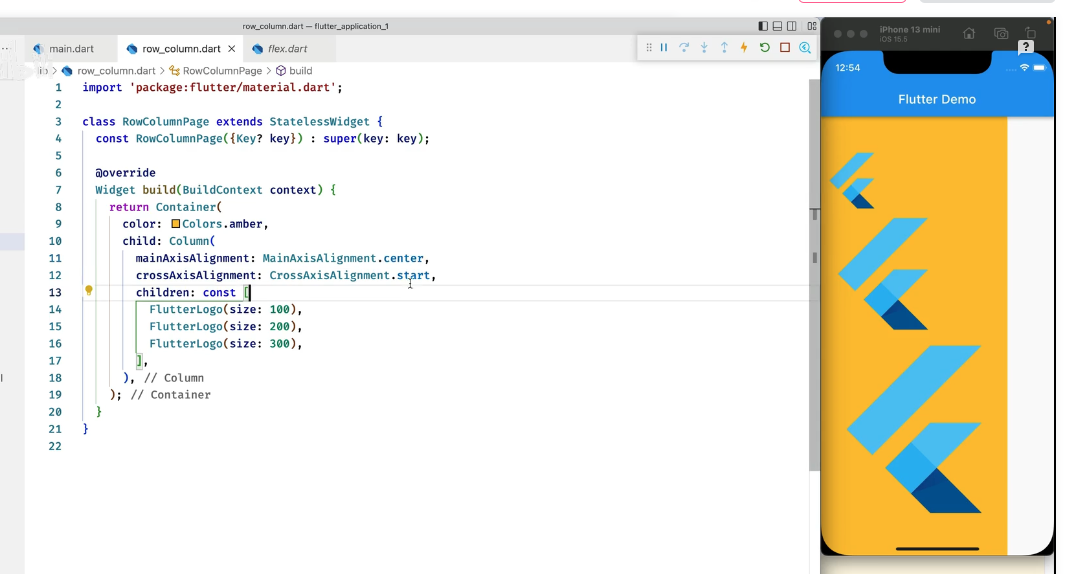 row_column.dart — flutter_application_1
main.dart
row_column.dart
flex.dart
row_column.dart > RowColumnPage > build
1 import 'package:flutter/material.dart';
2
3 class RowColumnPage extends StatelessWidget {
4 const RowColumnPage({Key? key}) : super(key: key);
5
6 @override
7 Widget build(BuildContext context) {
8 return Container(
9 color: Colors.amber,
10 child: Column(
11 mainAxisAlignment: MainAxisAlignment.center,
12 crossAxisAlignment: CrossAxisAlignment.start,
13 children: const [
14 FlutterLogo(size: 100),
15 FlutterLogo(size: 200),
16 FlutterLogo(size: 300),
17 ],
18 ), // Column
19 ); // Container
20 }
21 }
22
iPhone 13 mini
iOS 15.5
?
12:54
Flutter Demo